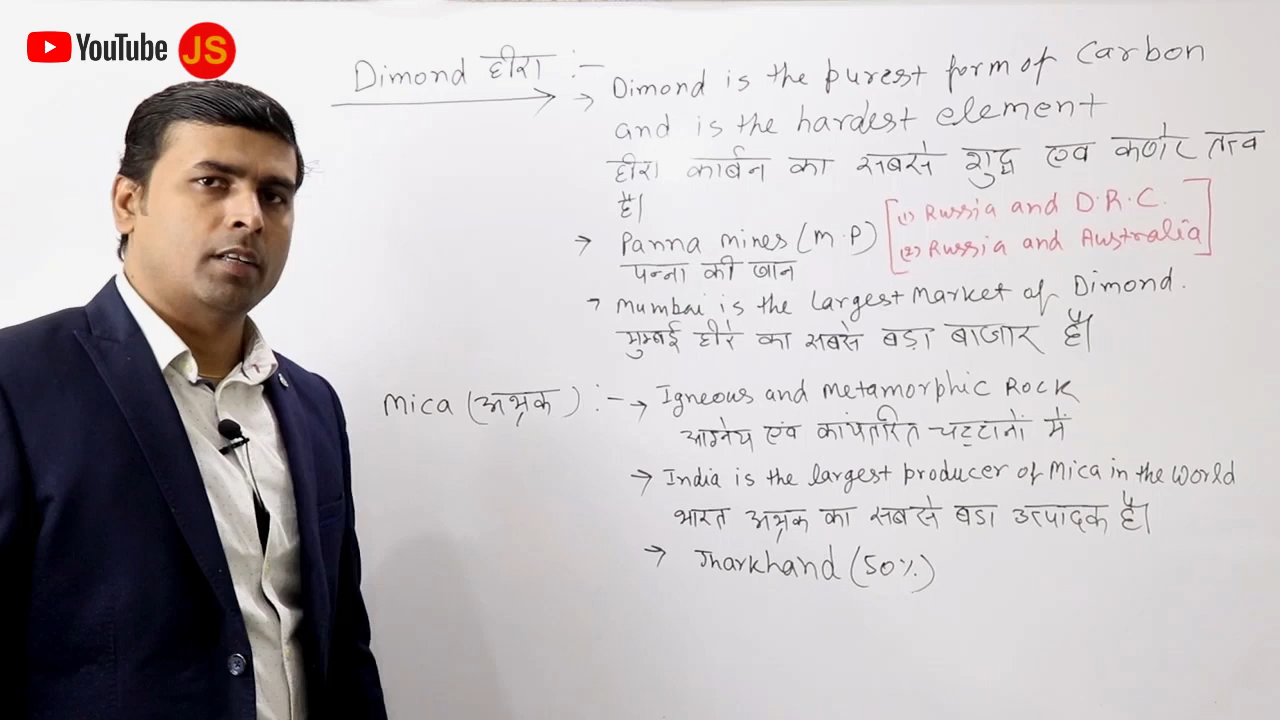 YouTube JS
Dimond हीरा :-
→ Dimond is the purest form of Carbon
and is the hardest element
हीरा कार्बन का सबसे शुद्ध एव कठोर तत्व
है।
→ Panna mines (M.P)
पन्ना की खान
(1) Russia and D.R.C.
(2) Russia and Australia
→ Mumbai is the largest Market of Dimond.
मुम्बई हीरे का सबसे बड़ा बाजार है।
Mica (अभ्रक) :- → Igneous and Metamorphic Rock
आग्नेय एंव कायंतरित चट्टानों में
→ India is the largest producer of Mica in the World
भारत अभ्रक का सबसे बडा उत्पादक है।
→ Jharkhand (50%)